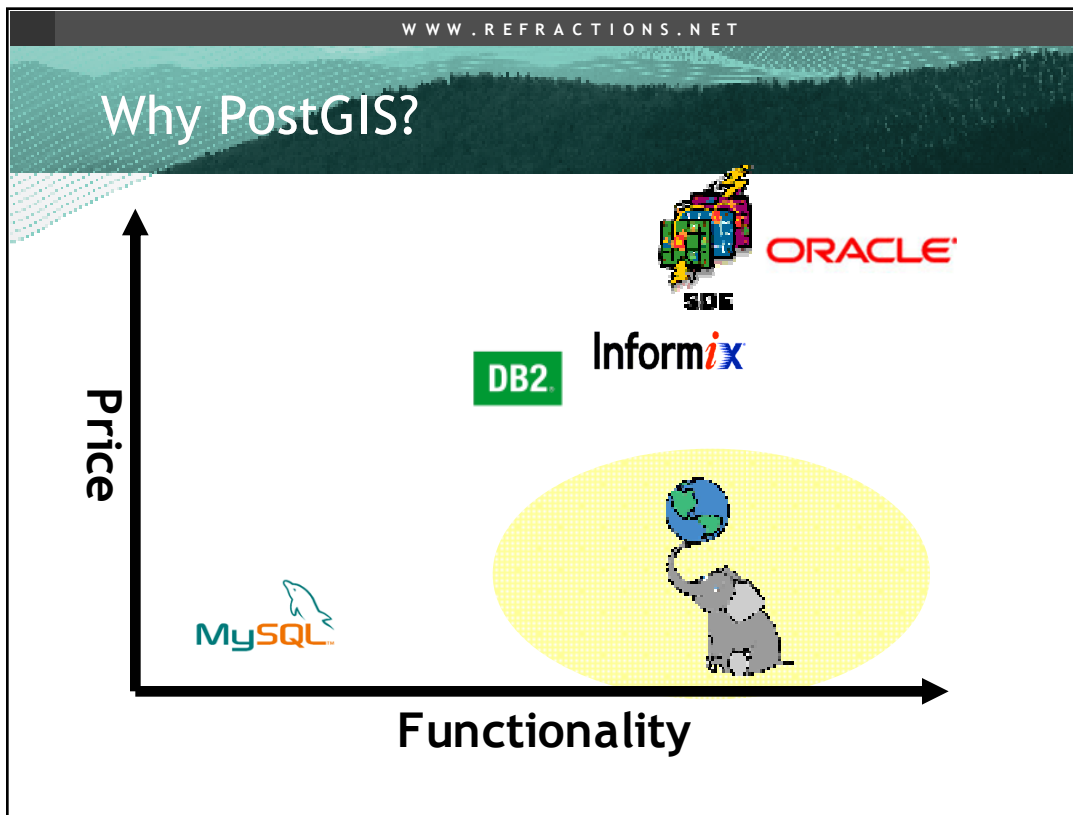 WWW.REFRACTIONS.NET
Why PostGIS?
SDE
ORACLE
Informix
DB2
Price
MySQL
Functionality